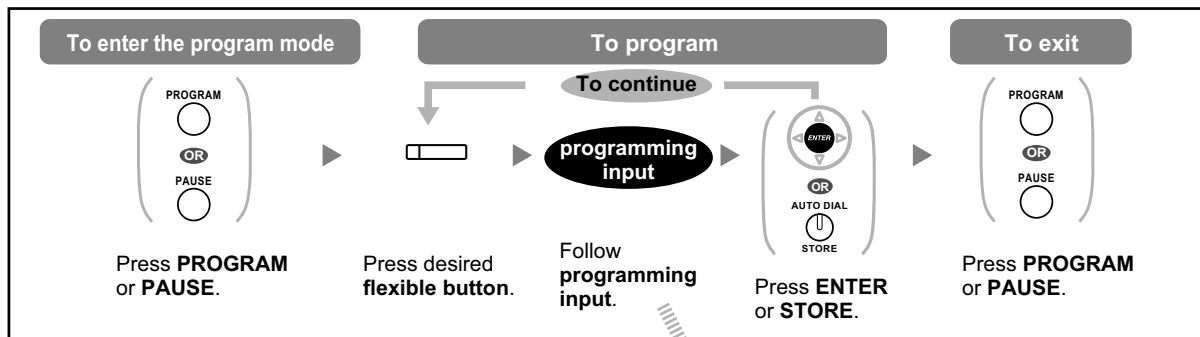 To enter the program mode
To program
To exit
To continue
PROGRAM
OR
PAUSE
programming
input
ENTER
OR
AUTO DIAL
STORE
PROGRAM
OR
PAUSE
Press PROGRAM
or PAUSE.
Press desired
flexible button.
Follow
programming
input.
Press ENTER
or STORE.
Press PROGRAM
or PAUSE.